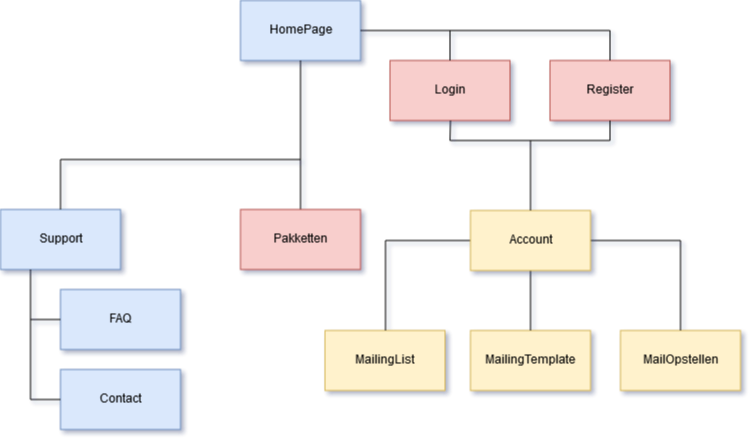 HomePage
Login
Register
Support
Pakketten
Account
FAQ
MailingList
MailingTemplate
MailOpstellen
Contact